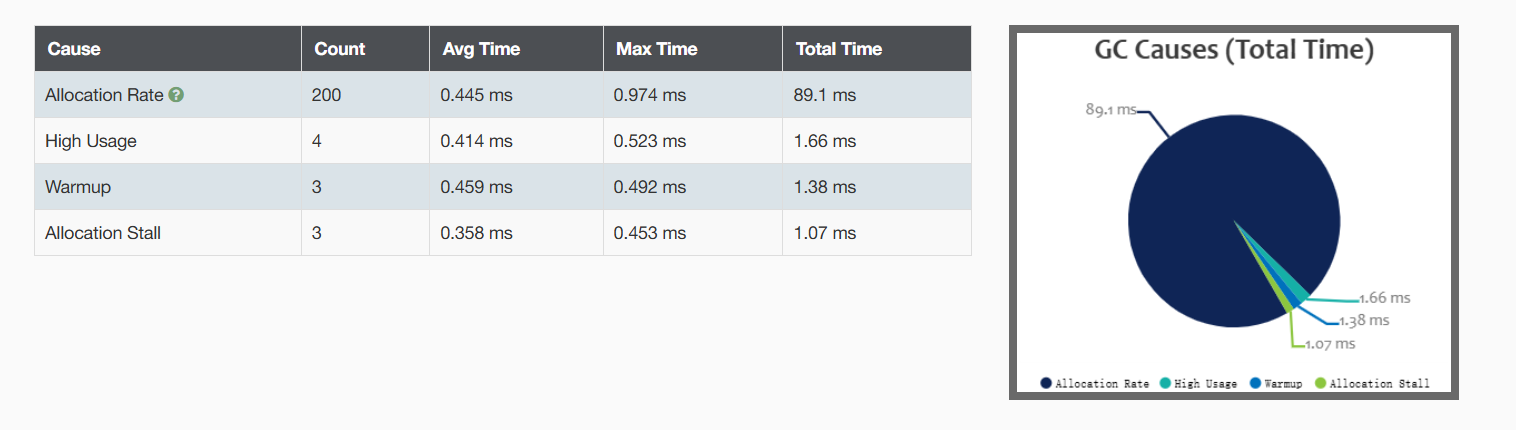 Cause Count Avg Time Max Time Total Time
Allocation Rate ? 200 0.445 ms 0.974 ms 89.1 ms
High Usage 4 0.414 ms 0.523 ms 1.66 ms
Warmup 3 0.459 ms 0.492 ms 1.38 ms
Allocation Stall 3 0.358 ms 0.453 ms 1.07 ms
GC Causes (Total Time)
89.1 ms
1.66 ms
1.38 ms
1.07 ms
Allocation Rate High Usage Warmup Allocation Stall